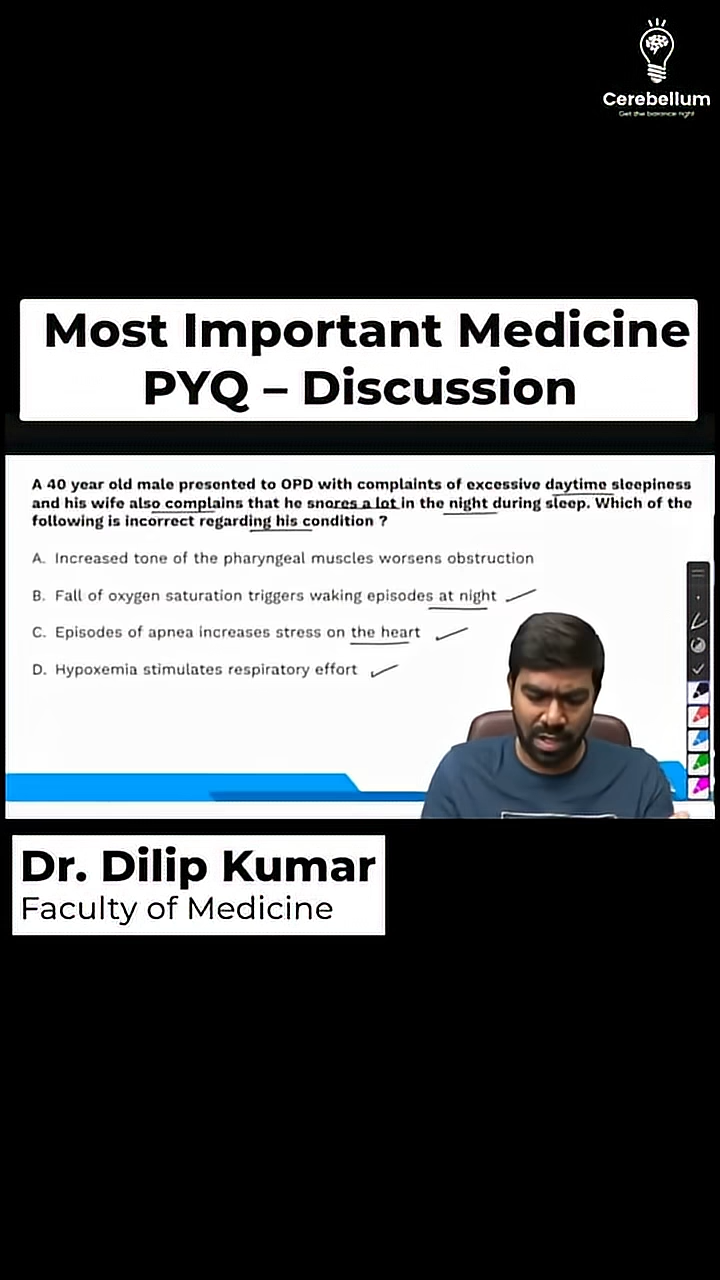 Cerebellum
Get the balance right
Most Important Medicine
PYQ – Discussion
A 40 year old male presented to OPD with complaints of excessive daytime sleepiness
and his wife also complains that he snores a lot in the night during sleep. Which of the
following is incorrect regarding his condition ?
A. Increased tone of the pharyngeal muscles worsens obstruction
B. Fall of oxygen saturation triggers waking episodes at night
C. Episodes of apnea increases stress on the heart
D. Hypoxemia stimulates respiratory effort
Dr. Dilip Kumar
Faculty of Medicine